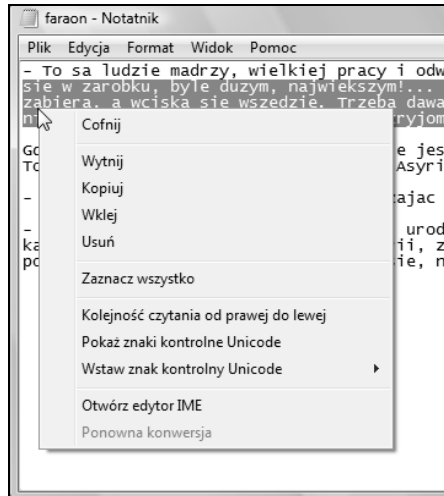 faraon - Notatnik
Plik Edycja Format Widok Pomoc
- To sa ludzie madrzy, wielkiej pracy i odw
sie w zarobku, byle duzym, największym!...
zabiera, a wciska sie wszedzie. Trzeba dawa
ryjom
e jes
Asyri
ajac
urod
ii, z
ie, n
Cofnij
Wytnij
Kopiuj
Wklej
Usuń
Zaznacz wszystko
Kolejność czytania od prawej do lewej
Pokaż znaki kontrolne Unicode
Wstaw znak kontrolny Unicode
Otwórz edytor IME
Ponowna konwersja